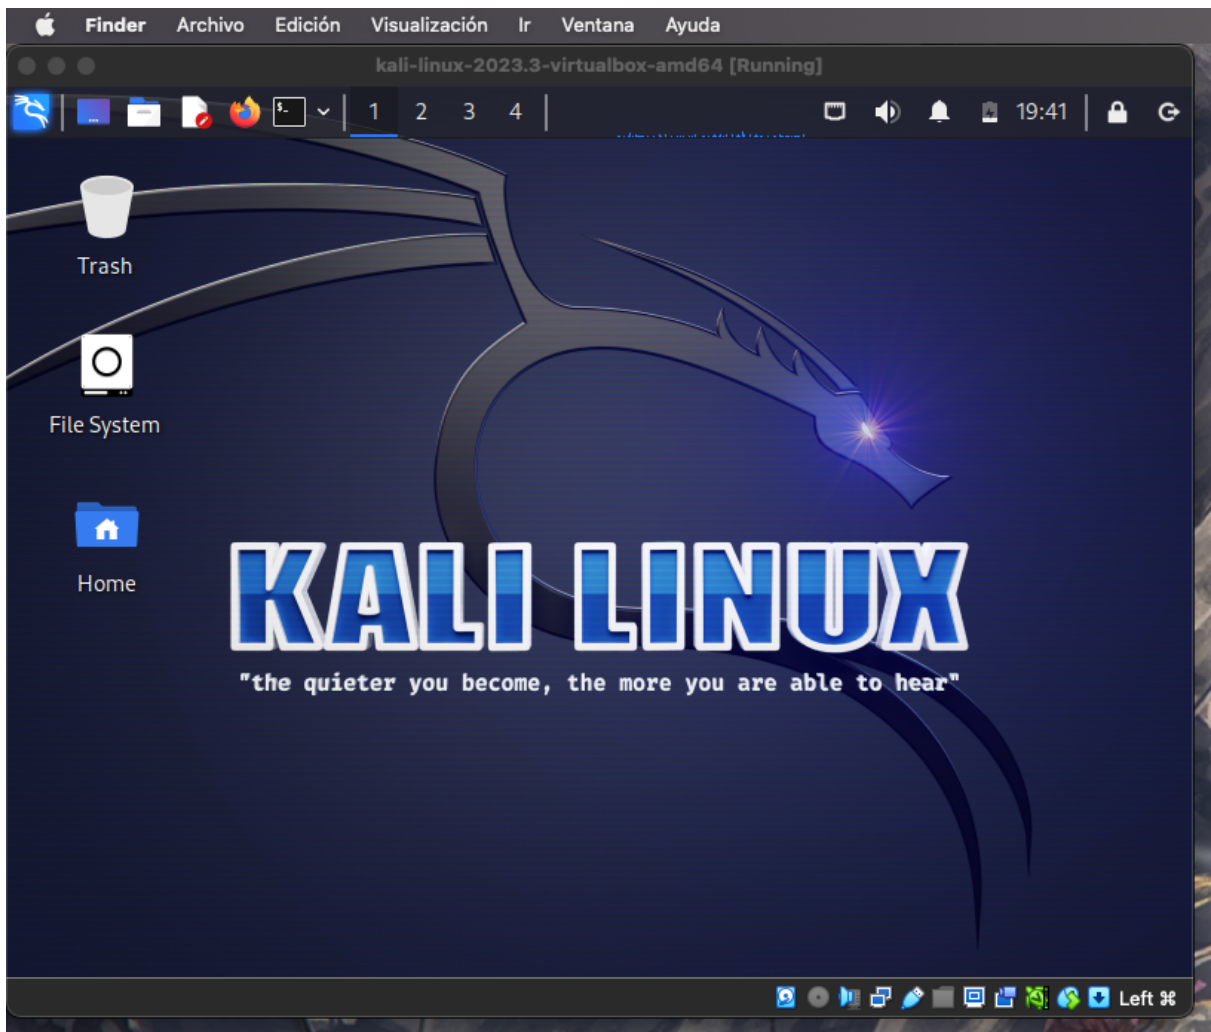 Finder Archivo Edición Visualización Ir Ventana Ayuda
kali-linux-2023.3-virtualbox-amd64 [Running]
1 2 3 4 19:41
Trash
File System
Home
KALI LINUX
"the quieter you become, the more you are able to hear"
Left ⌘